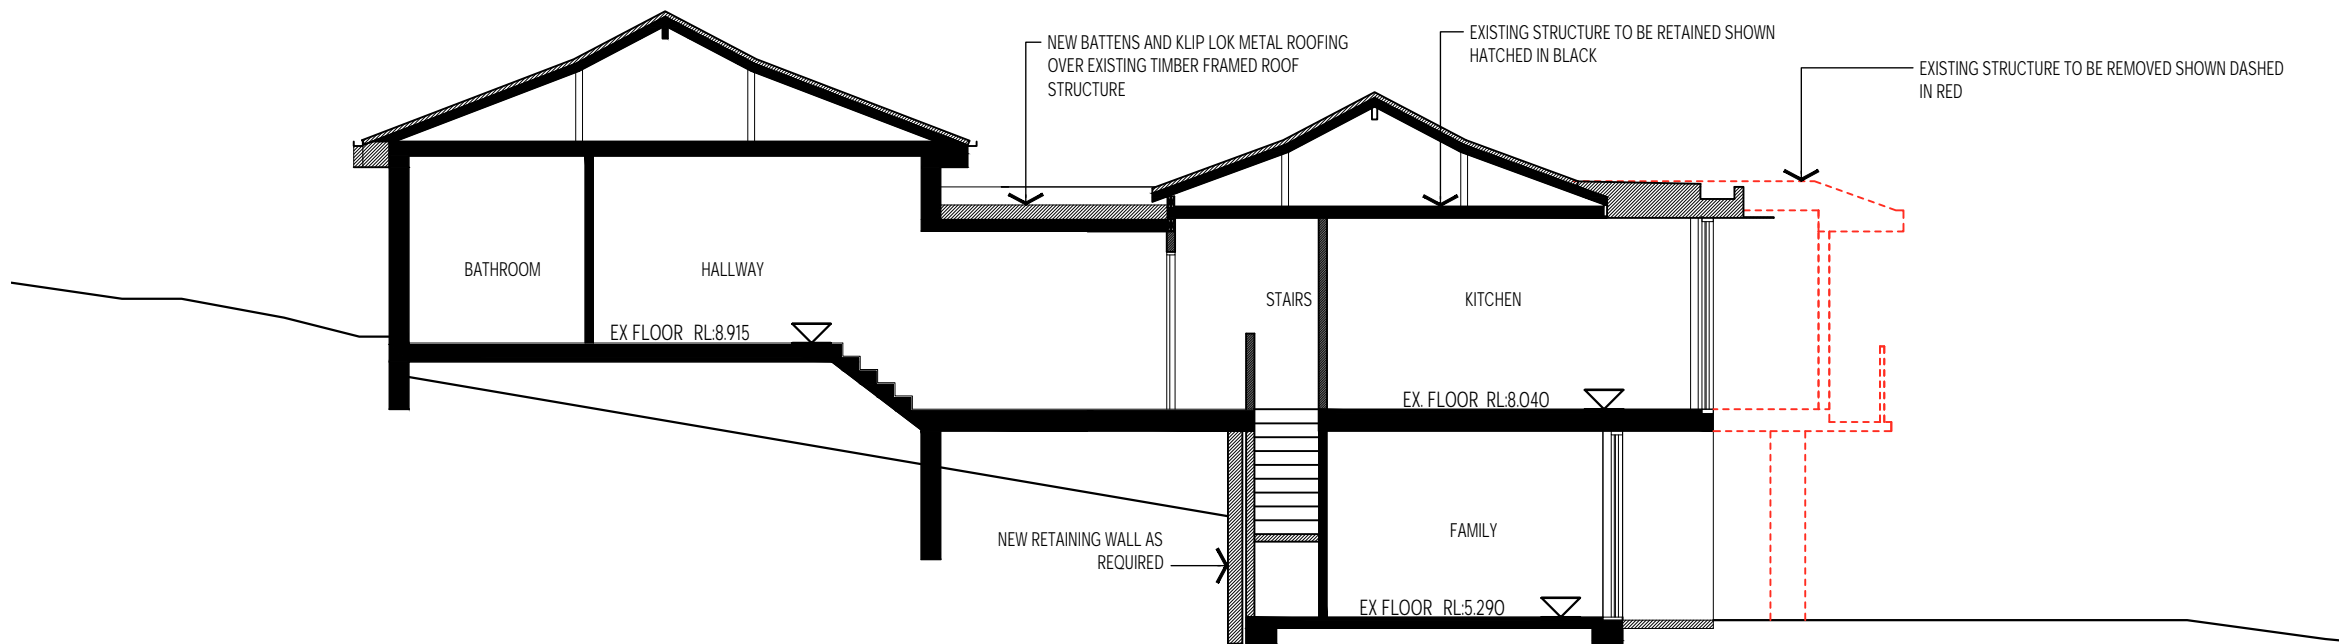 NEW BATTENS AND KLIP LOK METAL ROOFING
OVER EXISTING TIMBER FRAMED ROOF
STRUCTURE
EXISTING STRUCTURE TO BE RETAINED SHOWN
HATCHED IN BLACK
EXISTING STRUCTURE TO BE REMOVED SHOWN DASHED
IN RED
BATHROOM
HALLWAY
STAIRS
KITCHEN
EX FLOOR RL:8.915
EX. FLOOR RL:8.040
FAMILY
NEW RETAINING WALL AS
REQUIRED
EX FLOOR RL:5.290